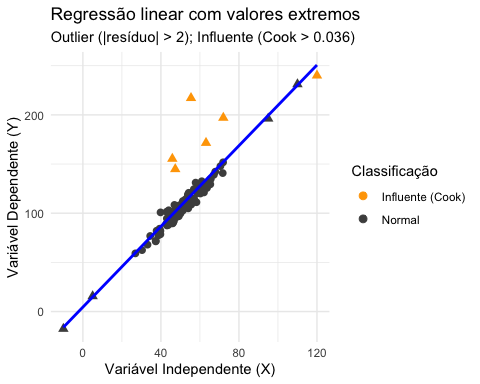 Regressão linear com valores extremos
Outlier (|resíduo| > 2); Influente (Cook > 0.036)
Variável Dependente (Y)
200
100
0
0
40
80
120
Variável Independente (X)
Classificação
Influente (Cook)
Normal